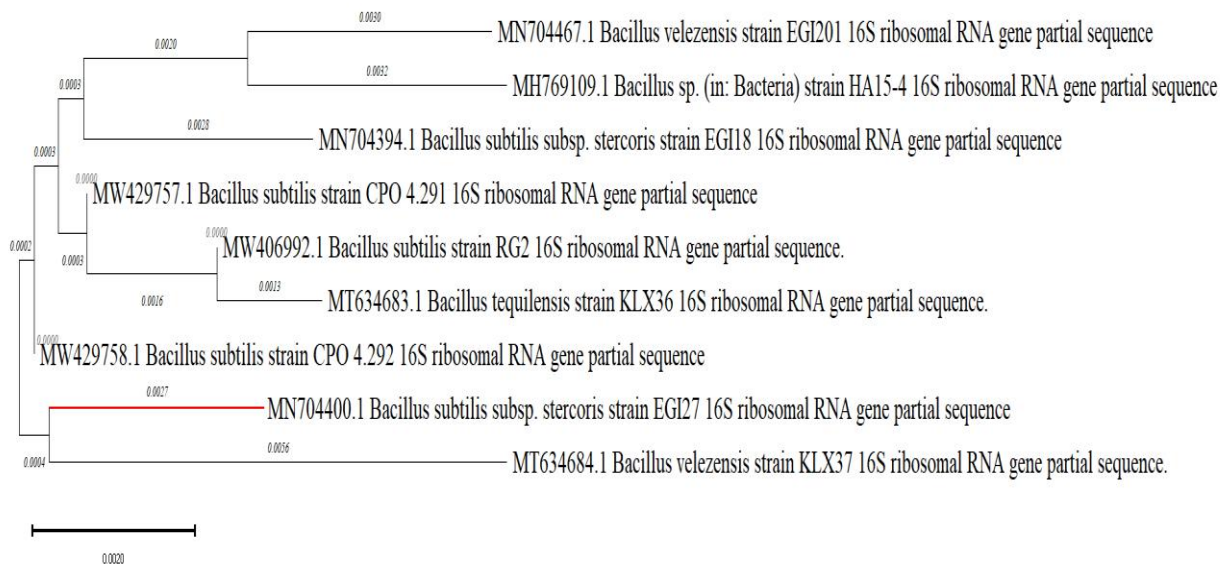 0.0030
MN704467.1 Bacillus velezensis strain EGI201 16S ribosomal RNA gene partial sequence
0.0020
0.0032
MH769109.1 Bacillus sp. (in: Bacteria) strain HA15-4 16S ribosomal RNA gene partial sequence
0.0003
0.0028
MN704394.1 Bacillus subtilis subsp. stercoris strain EGI18 16S ribosomal RNA gene partial sequence
0.0003
0.0000
MW429757.1 Bacillus subtilis strain CPO 4.291 16S ribosomal RNA gene partial sequence
0.0000
MW406992.1 Bacillus subtilis strain RG2 16S ribosomal RNA gene partial sequence.
0.0002
0.0003
0.0013
0.0016
MT634683.1 Bacillus tequilensis strain KLX36 16S ribosomal RNA gene partial sequence.
0.0000
MW429758.1 Bacillus subtilis strain CPO 4.292 16S ribosomal RNA gene partial sequence
0.0027
MN704400.1 Bacillus subtilis subsp. stercoris strain EGI27 16S ribosomal RNA gene partial sequence
0.0056
0.0004
MT634684.1 Bacillus velezensis strain KLX37 16S ribosomal RNA gene partial sequence.
0.0020